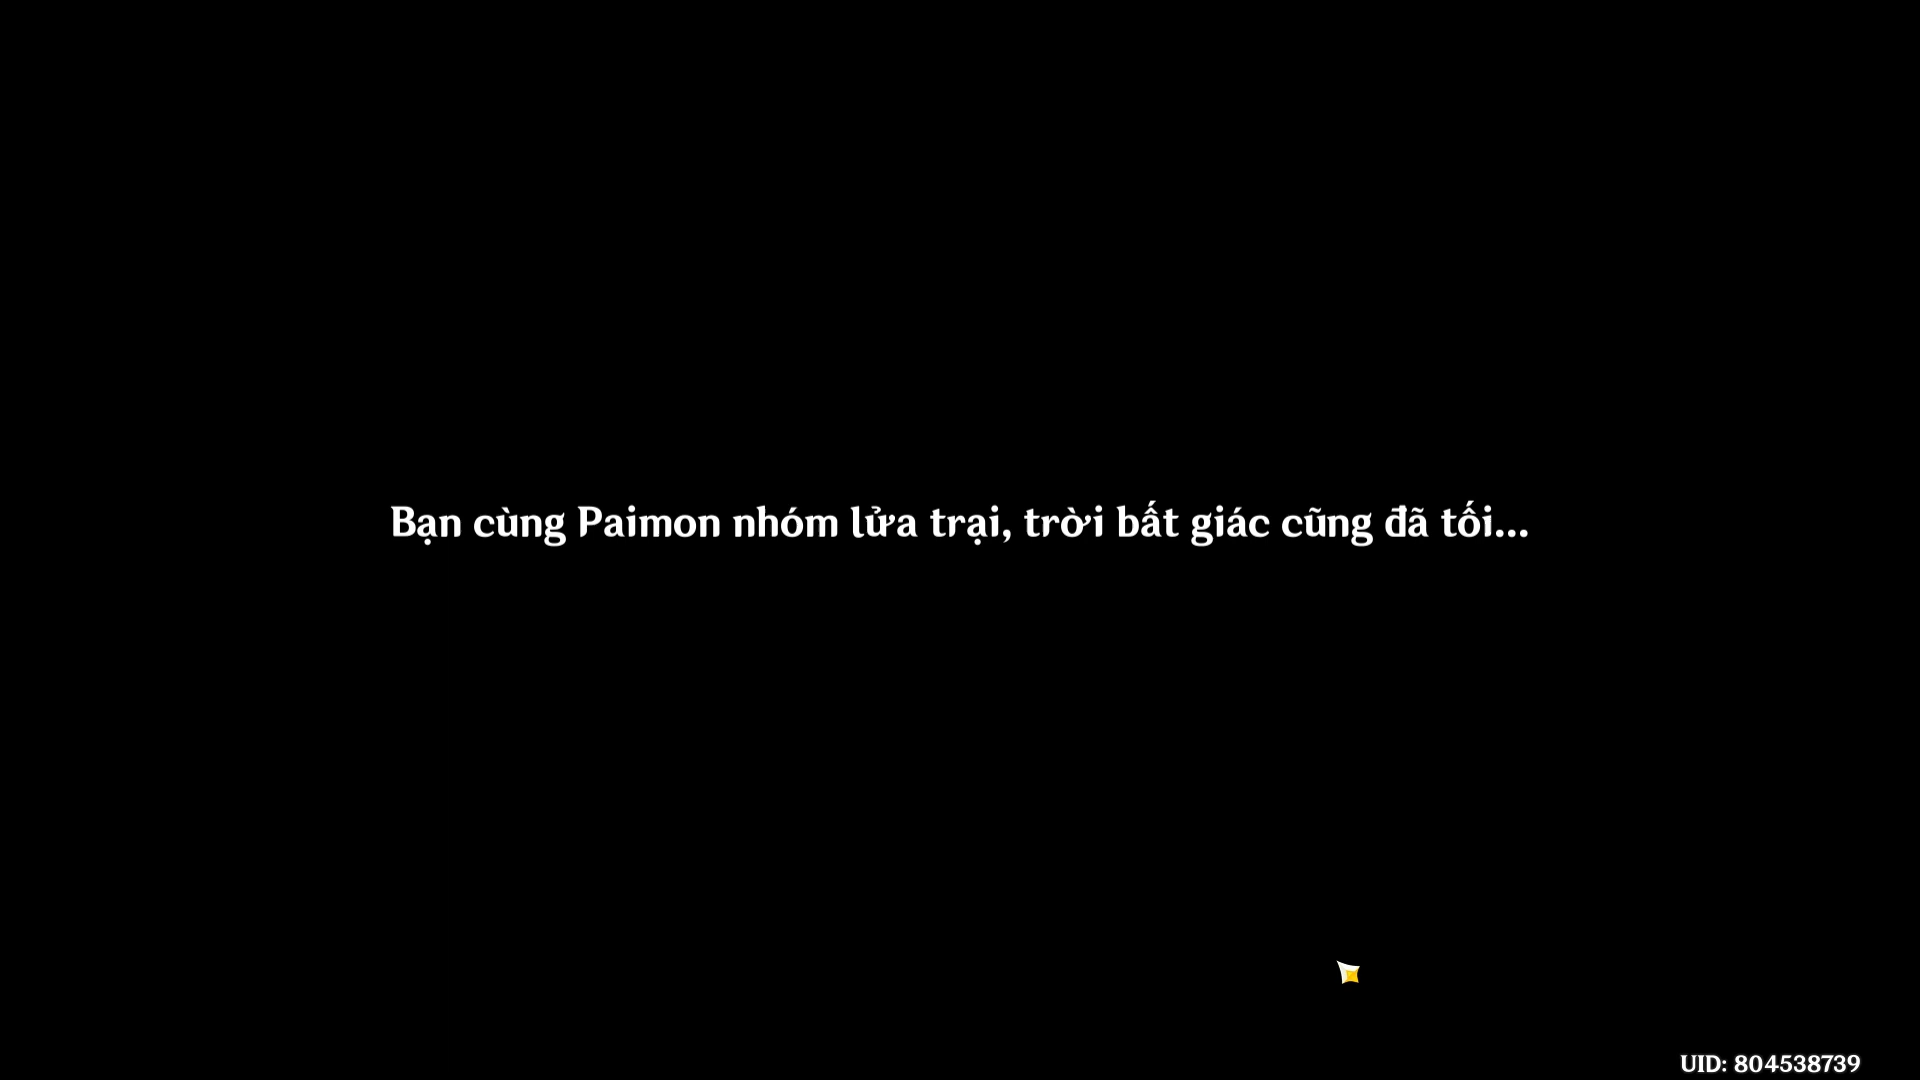 Bạn cùng Paimon nhóm lửa trại, trời bất giác cũng đã tối...
UID: 804538739